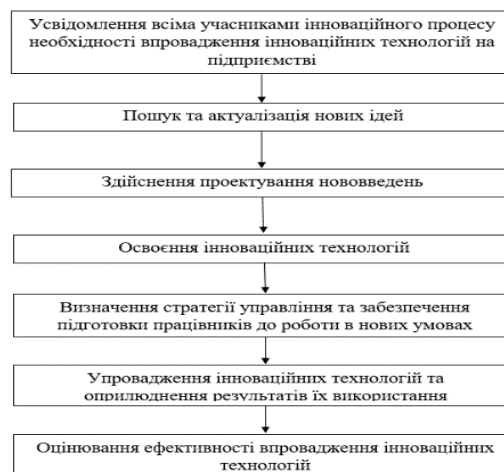 Усвідомлення всіма учасниками інноваційного процесу
необхідності впровадження інноваційних технологій на
підприємстві
Пошук та актуалізація нових ідей
Здійснення проектування нововведень
Освоєння інноваційних технологій
Визначення стратегії управління та забезпечення
підготовки працівників до роботи в нових умовах
Упровадження інноваційних технологій та
оприлюднення результатів їх використання
Оцінювання ефективності впровадження інноваційних
технологій